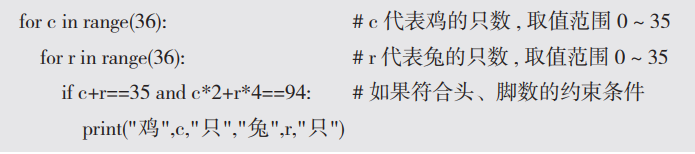 for c in range(36): # c 代表鸡的只数 , 取值范围 0 ~ 35
for r in range(36): # r 代表兔的只数 , 取值范围 0 ~ 35
if c+r==35 and c*2+r*4==94: # 如果符合头、脚数的约束条件
print("鸡",c,"只","兔",r,"只")